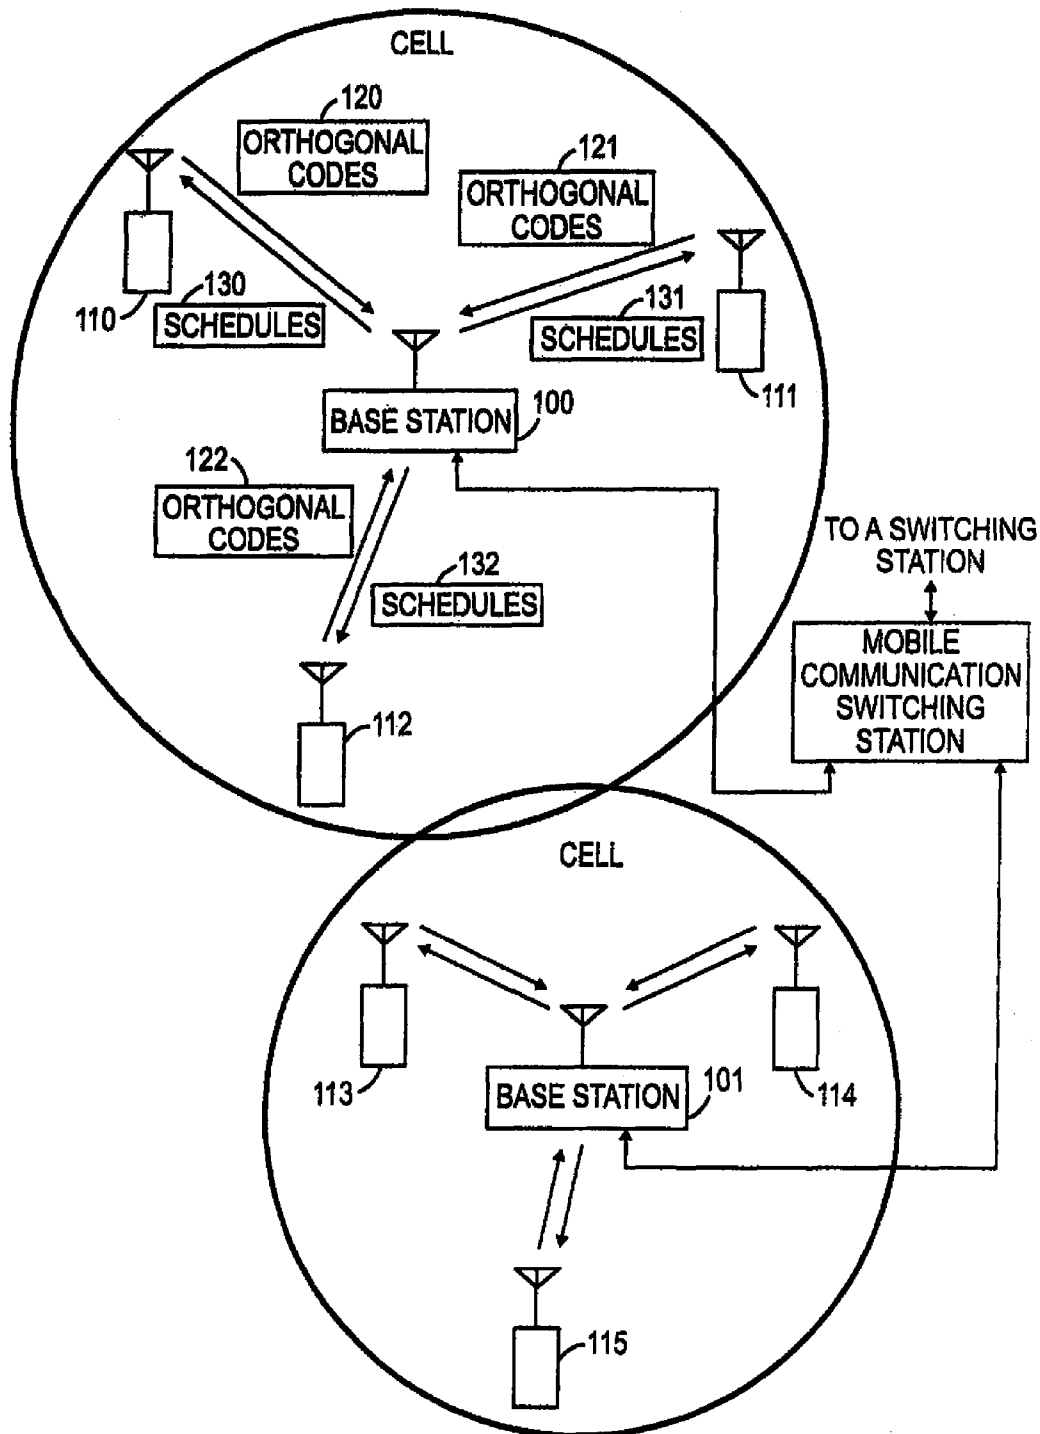 CELL
120
ORTHOGONAL
CODES
121
ORTHOGONAL
CODES
110
130
SCHEDULES
131
SCHEDULES
111
BASE STATION
100
122
ORTHOGONAL
CODES
132
SCHEDULES
112
TO A SWITCHING
STATION
MOBILE
COMMUNICATION
SWITCHING
STATION
CELL
113
BASE STATION
101
114
115